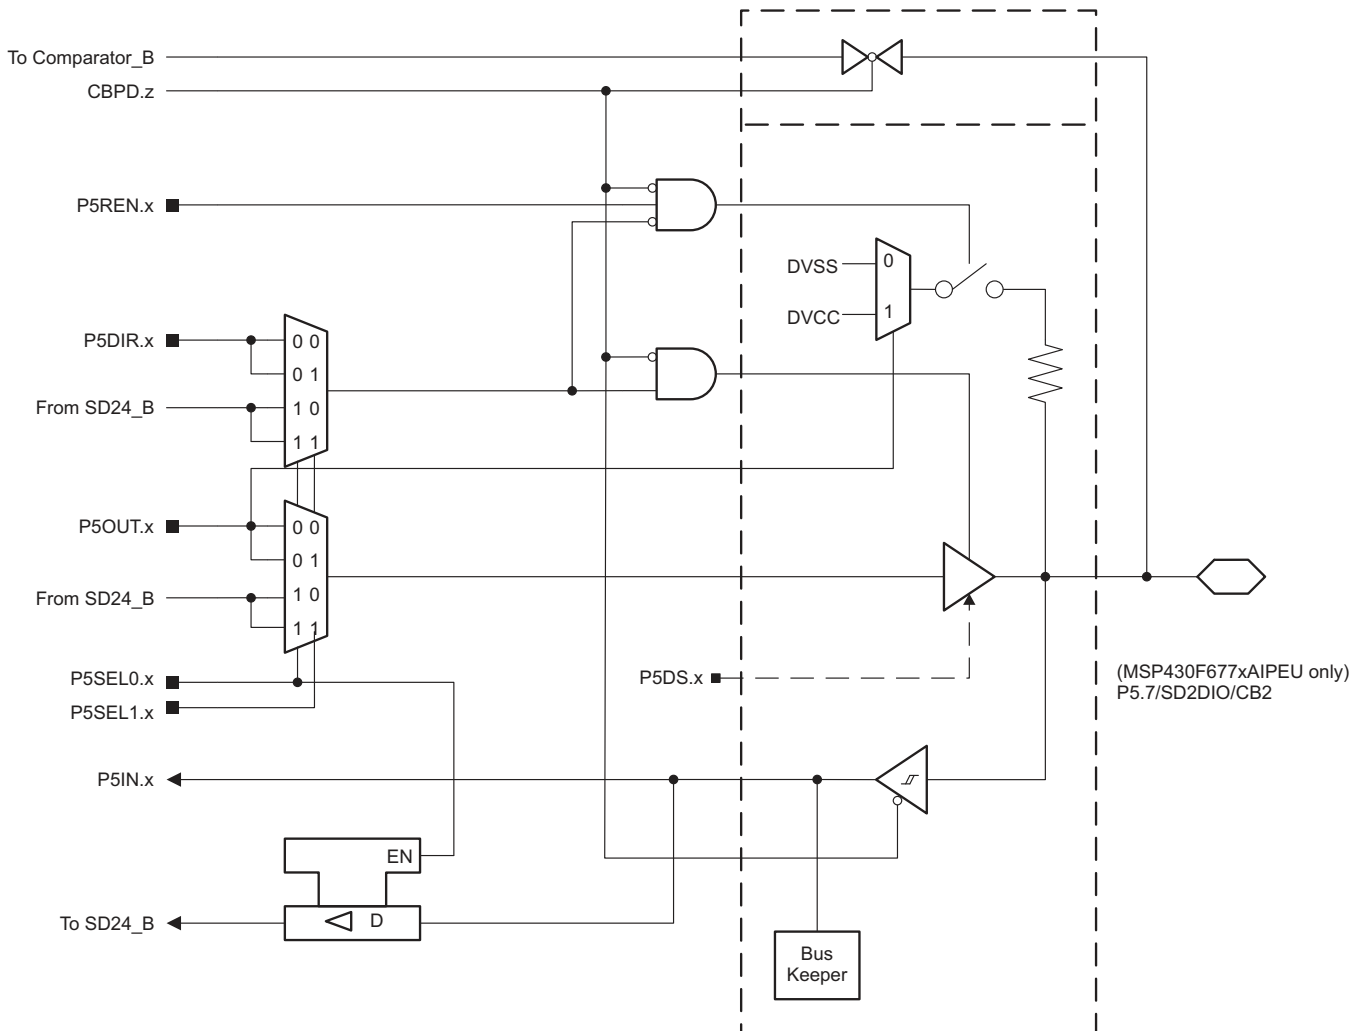 To Comparator_B
CBPD.z
P5REN.x
DVSS
0
DVCC
1
P5DIR.x
0 0
0 1
From SD24_B
1 0
1 1
P5OUT.x
0 0
0 1
From SD24_B
1 0
1 1
P5SEL0.x
P5SEL1.x
P5DS.x
(MSP430F677xAIPEU only)
P5.7/SD2DIO/CB2
P5IN.x
EN
To SD24_B
D
Bus
Keeper